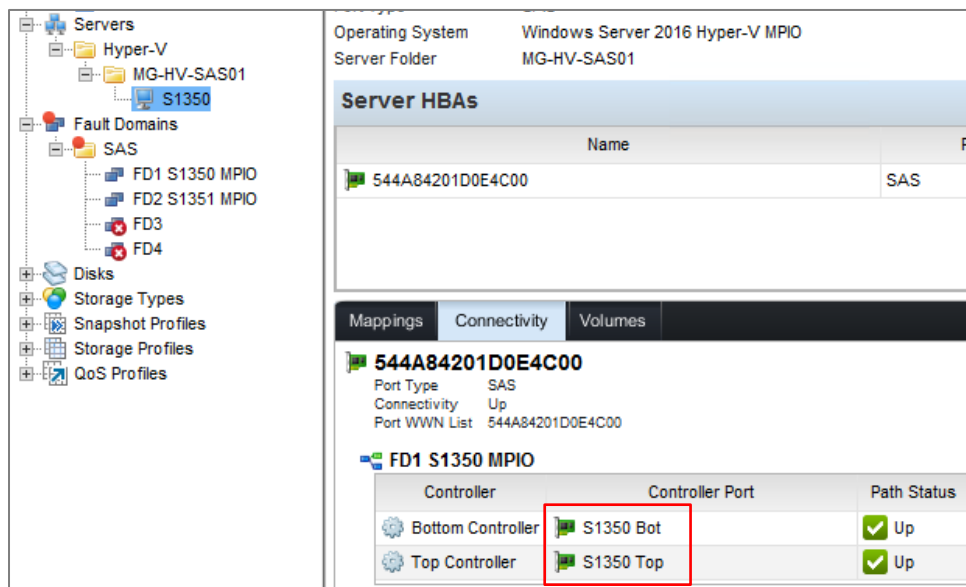 Servers
Hyper-V
MG-HV-SAS01
S1350
Fault Domains
SAS
FD1 S1350 MPIO
FD2 S1351 MPIO
FD3
FD4
Disks
Storage Types
Snapshot Profiles
Storage Profiles
QoS Profiles
Operating System Windows Server 2016 Hyper-V MPIO
Server Folder MG-HV-SAS01
Server HBAs
Name
544A84201D0E4C00 SAS
Mappings Connectivity Volumes
544A84201D0E4C00
Port Type SAS
Connectivity Up
Port WWN List 544A84201D0E4C00
FD1 S1350 MPIO
Controller Controller Port Path Status
Bottom Controller S1350 Bot Up
Top Controller S1350 Top Up